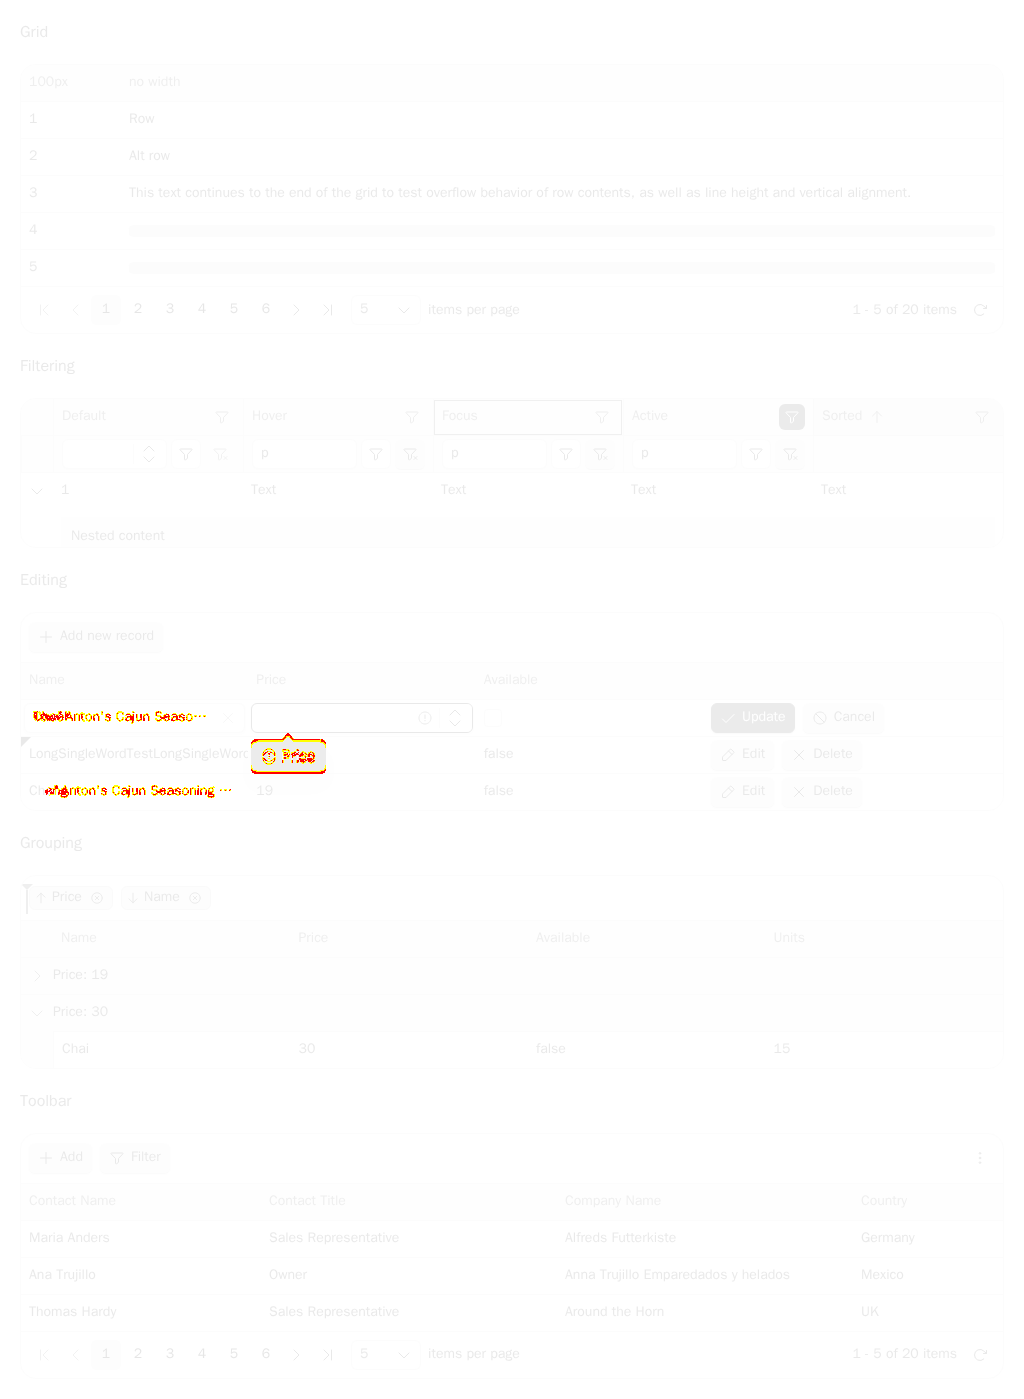 Grid
100px no width
1 Row
2 Alt row
3 This text continues to the end of the grid to test overflow behavior of row contents, as well as line height and vertical alignment.
4
5
1 2 3 4 5 6 5 items per page 1 - 5 of 20 items
Filtering
Default Hover Focus Active Sorted
p p p
1 Text Text Text Text
Nested content
Editing
Add new record
Name Price Available
Anton's Cajun Seaso··· Update Cancel
LongSingleWordTestLongSingleWord false Edit Delete
Price
Anton's Cajun Seasoning ··· 19 false Edit Delete
Grouping
Price Name
Name Price Available Units
Price: 19
Price: 30
Chai 30 false 15
Toolbar
Add Filter
Contact Name Contact Title Company Name Country
Maria Anders Sales Representative Alfreds Futterkiste Germany
Ana Trujillo Owner Anna Trujillo Emparedados y helados Mexico
Thomas Hardy Sales Representative Around the Horn UK
1 2 3 4 5 6 5 items per page 1 - 5 of 20 items